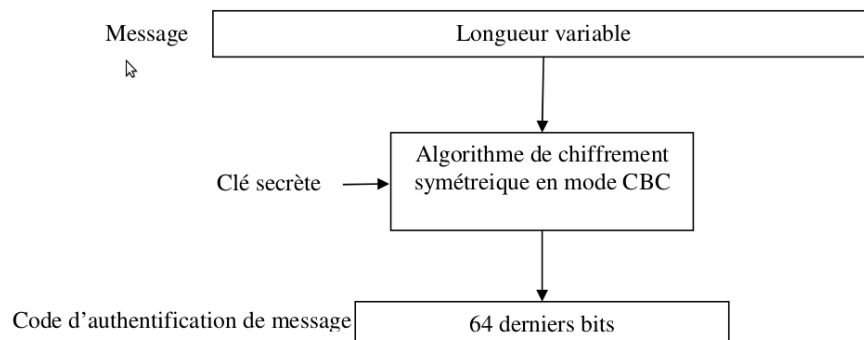 Message
Longueur variable
Algorithme de chiffrement
symétreique en mode CBC
Clé secrète
Code d’authentification de message
64 derniers bits